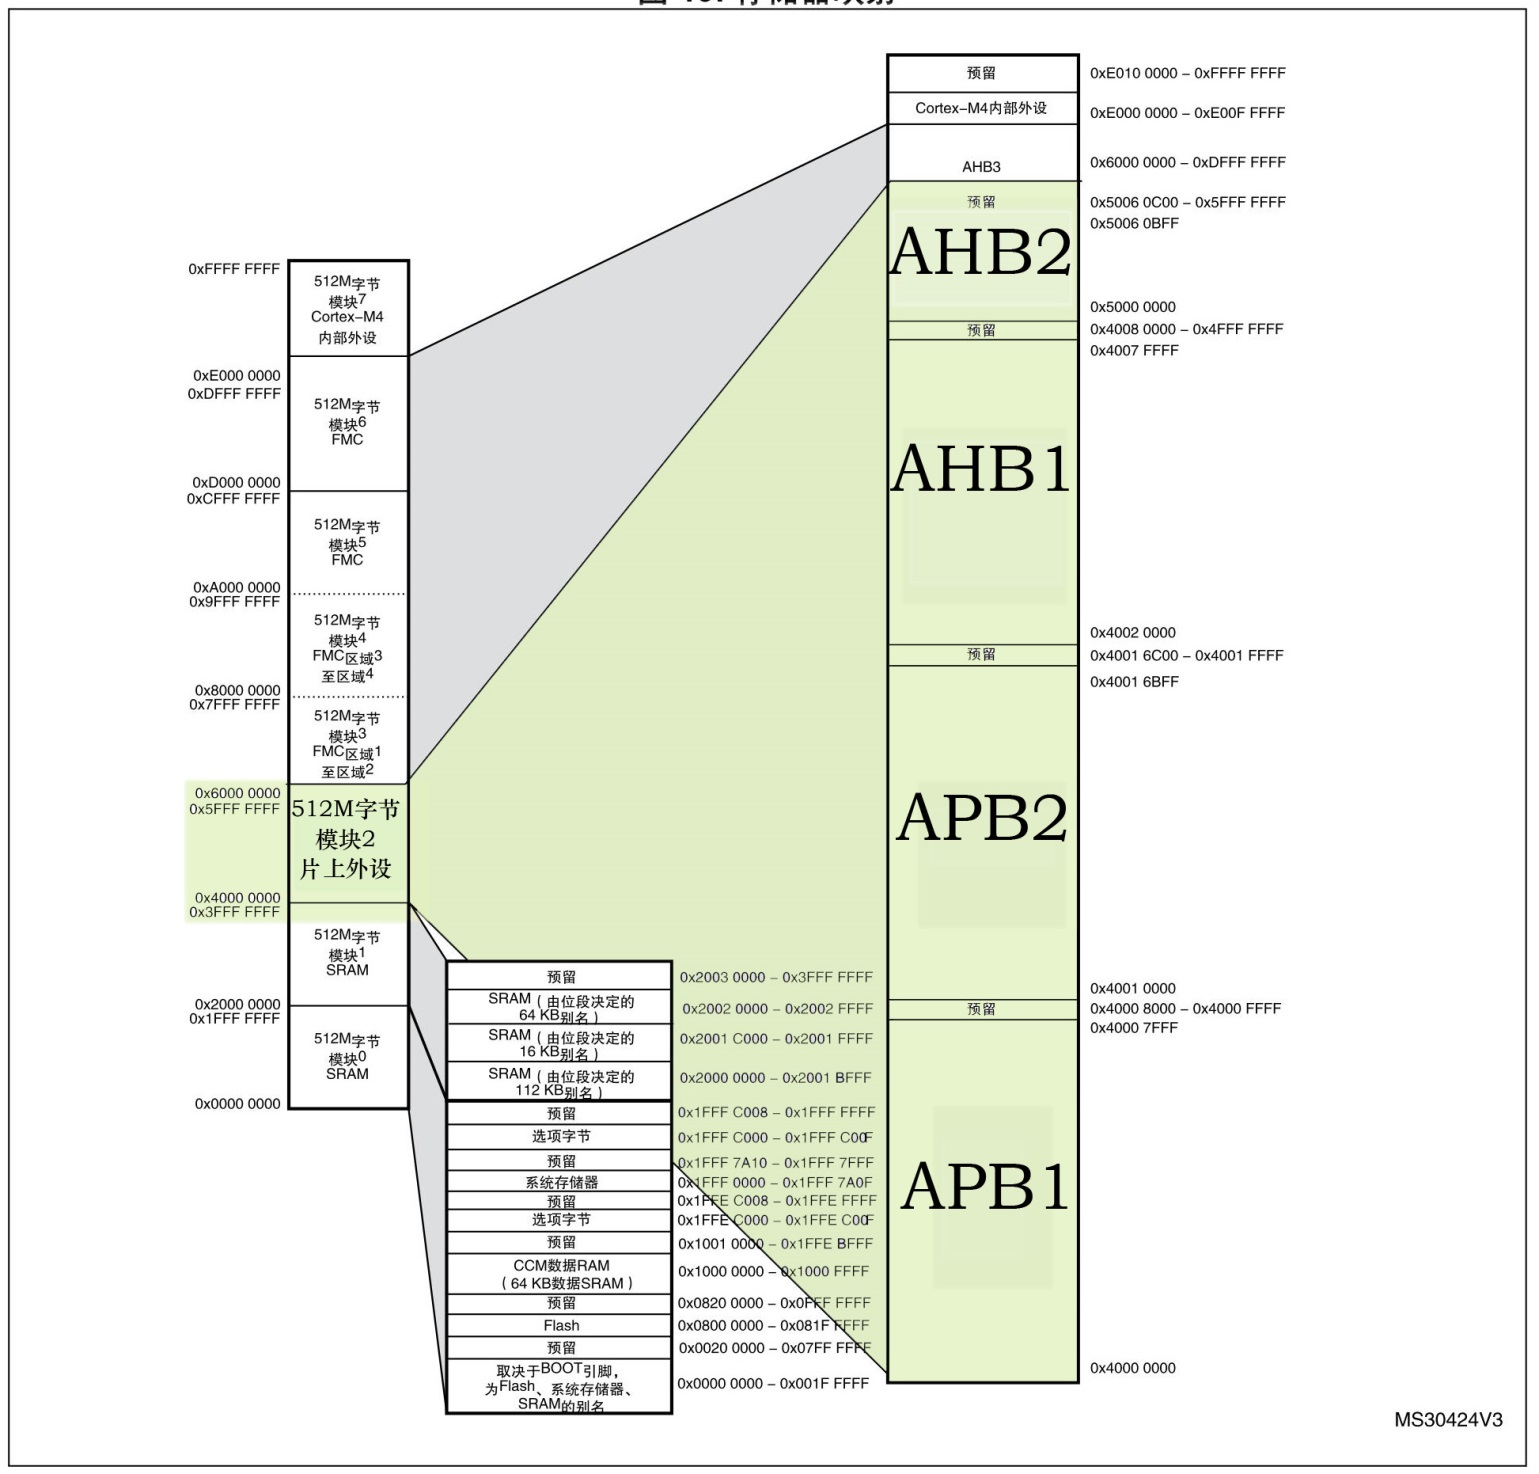 0xFFFF FFFF
512M字节
模块7
Cortex-M4
内部外设
0xE000 0000
0xDFFF FFFF
512M字节
模块6
FMC
0xD000 0000
0xCFFF FFFF
512M字节
模块5
FMC
0xA000 0000
0x9FFF FFFF
512M字节
模块4
FMC区域3
至区域4
0x8000 0000
0x7FFF FFFF
512M字节
模块3
FMC区域1
至区域2
0x6000 0000
0x5FFF FFFF
512M字节
模块2
片上外设
0x4000 0000
0x3FFF FFFF
512M字节
模块1
SRAM
0x2000 0000
0x1FFF FFFF
512M字节
模块0
SRAM
0x0000 0000
预留 0x2003 0000 – 0x3FFF FFFF
SRAM（由位段决定的
64 KB别名） 0x2002 0000 – 0x2002 FFFF
SRAM（由位段决定的
16 KB别名） 0x2001 C000 – 0x2001 FFFF
SRAM（由位段决定的
112 KB别名） 0x2000 0000 – 0x2001 BFFF
预留 0x1FFF C008 – 0x1FFF FFFF
选项字节 0x1FFF C000 – 0x1FFF C00F
预留 0x1FFF 7A10 – 0x1FFF 7FFF
系统存储器 0x1FFF 0000 – 0x1FFF 7A0F
预留 0x1FFE C008 – 0x1FFE FFFF
选项字节 0x1FFE C000 – 0x1FFE C00F
预留 0x1001 0000 – 0x1FFE BFFF
CCM数据RAM
（64 KB数据SRAM） 0x1000 0000 – 0x1000 FFFF
预留 0x0820 0000 – 0x0FFF FFFF
Flash 0x0800 0000 – 0x081F FFFF
预留 0x0020 0000 – 0x07FF FFFF
取决于BOOT引脚，
为Flash、系统存储器、
SRAM的别名 0x0000 0000 – 0x001F FFFF
预留 0xE010 0000 – 0xFFFF FFFF
Cortex-M4内部外设 0xE000 0000 – 0xE00F FFFF
AHB3 0x6000 0000 – 0xDFFF FFFF
预留 0x5006 0C00 – 0x5FFF FFFF
0x5006 0BFF
AHB2
0x5000 0000
预留 0x4008 0000 – 0x4FFF FFFF
0x4007 FFFF
AHB1
0x4002 0000
预留 0x4001 6C00 – 0x4001 FFFF
0x4001 6BFF
APB2
0x4001 0000
预留 0x4000 8000 – 0x4000 FFFF
0x4000 7FFF
APB1
0x4000 0000
MS30424V3